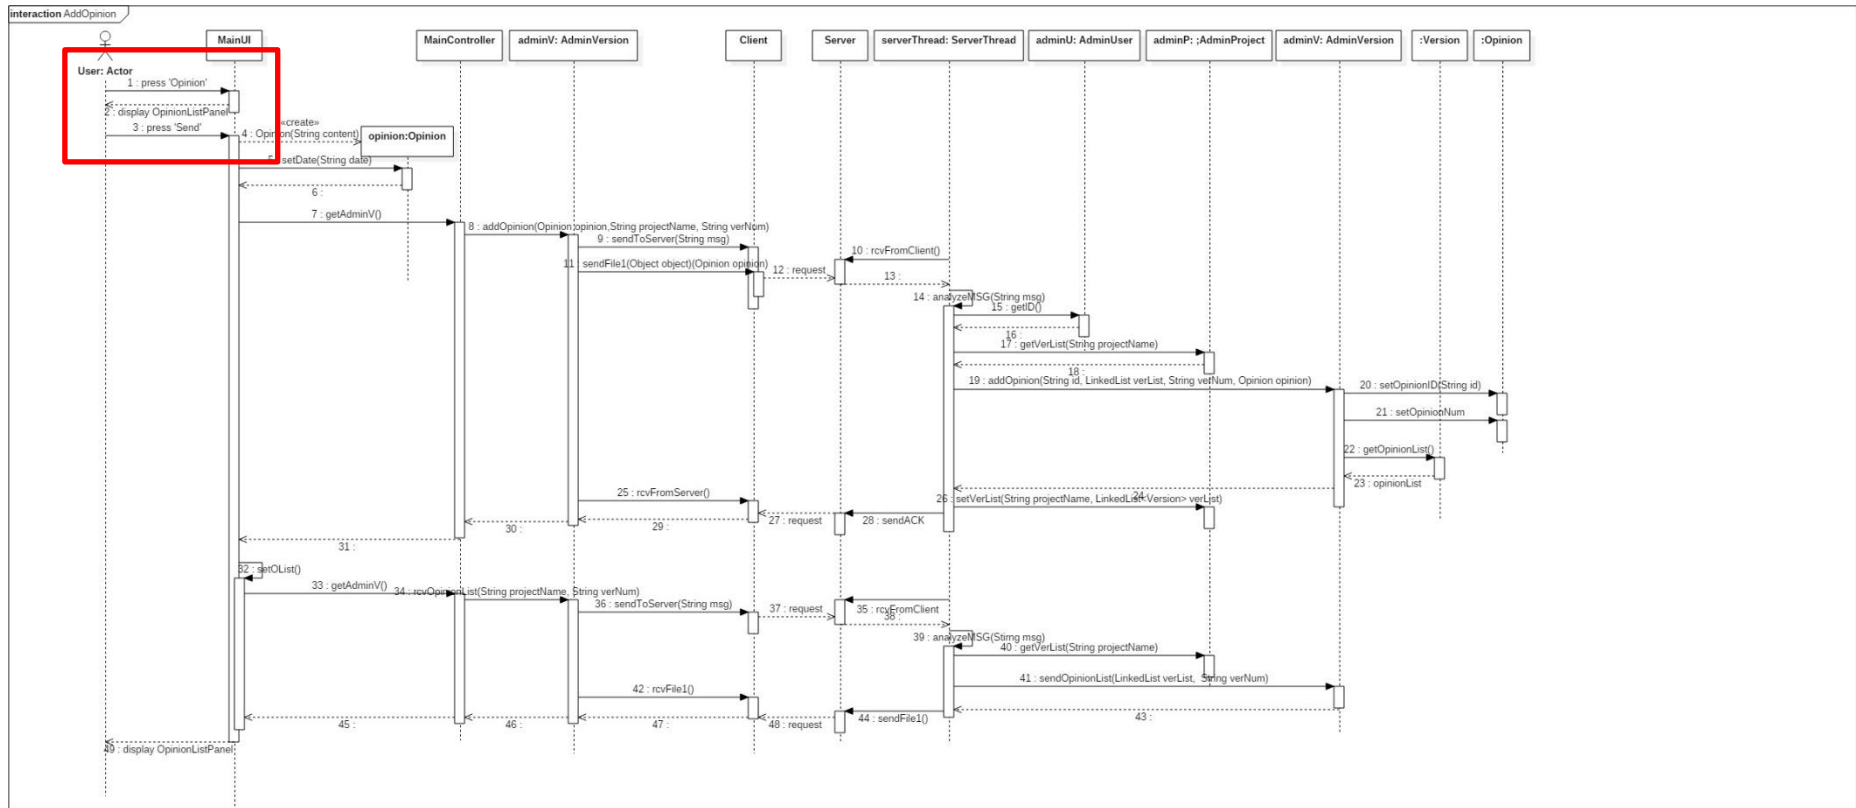 interaction AddOpinion
User: Actor
MainUI
MainController
adminV: AdminVersion
Client
Server
serverThread: ServerThread
adminU: AdminUser
adminP: ;AdminProject
adminV: AdminVersion
:Version
:Opinion
1 : press 'Opinion'
2 : display OpinionListPanel
3 : press 'Send'
«create»
4 : Opinion(String content)
opinion:Opinion
5 : setDate(String date)
6 :
7 : getAdminV()
8 : addOpinion(Opinion opinion,String projectName, String verNum)
9 : sendToServer(String msg)
10 : rcvFromClient()
11 : sendFile1(Object object)(Opinion opinion)
12 : request
13 :
14 : analyzeMSG(String msg)
15 : getID()
16 :
17 : getVerList(String projectName)
18 :
19 : addOpinion(String id, LinkedList verList, String verNum, Opinion opinion)
20 : setOpinionID(String id)
21 : setOpinionNum
22 : getOpinionList()
23 : opinionList
24 :
25 : rcvFromServer()
26 : setVerList(String projectName, LinkedList<Version> verList)
27 : request
28 : sendACK
29 :
30 :
31 :
32 : setOList()
33 : getAdminV()
34 : rcvOpinionList(String projectName, String verNum)
35 : rcvFromClient
36 : sendToServer(String msg)
37 : request
38 :
39 : analyzeMSG(Stirng msg)
40 : getVerList(String projectName)
41 : sendOpinionList(LinkedList verList, String verNum)
42 : rcvFile1()
43 :
44 : sendFile1()
45 :
46 :
47 :
48 : request
49 : display OpinionListPanel